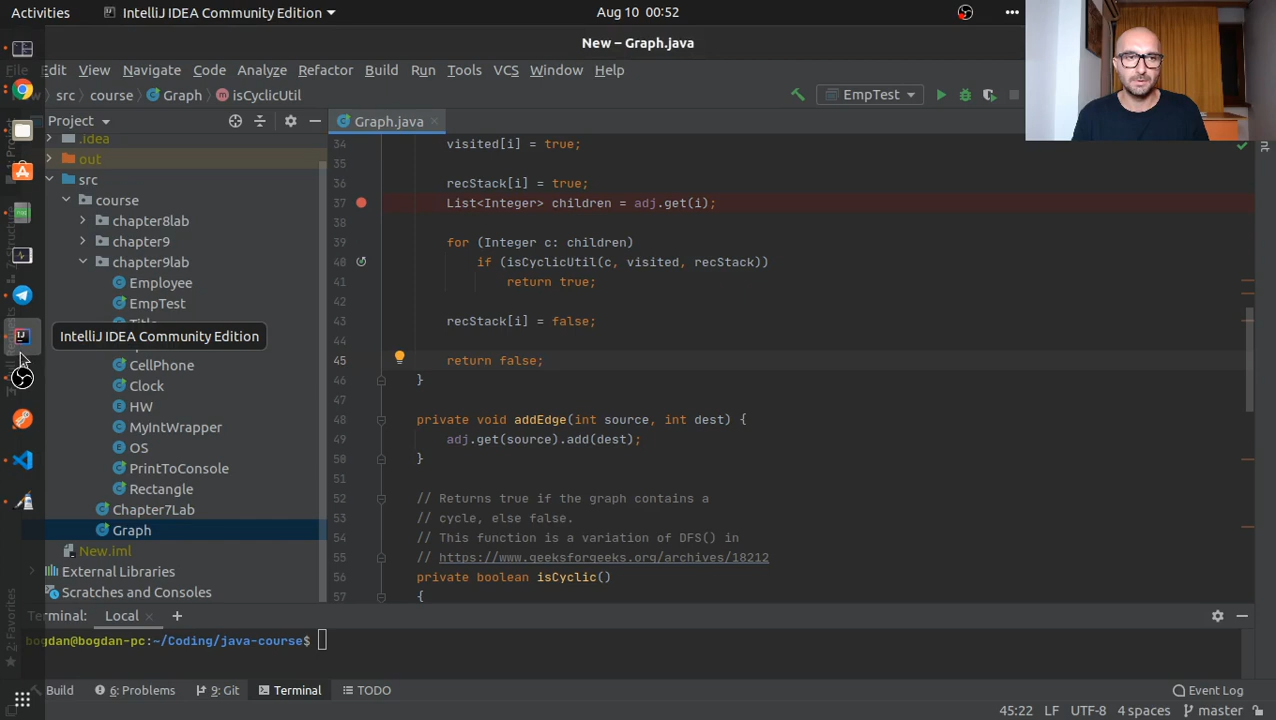 Activities
IntelliJ IDEA Community Edition
Aug 10 00:52
New – Graph.java
File Edit View Navigate Code Analyze Refactor Build Run Tools VCS Window Help
src course Graph isCyclicUtil
EmpTest
Project
Graph.java
.idea
out
src
course
chapter8lab
chapter9
chapter9lab
Employee
EmpTest
IntelliJ IDEA Community Edition
CellPhone
Clock
HW
MyIntWrapper
OS
PrintToConsole
Rectangle
Chapter7Lab
Graph
New.iml
External Libraries
Scratches and Consoles
34 visited[i] = true;
35
36 recStack[i] = true;
37 List<Integer> children = adj.get(i);
38
39 for (Integer c: children)
40 if (isCyclicUtil(c, visited, recStack))
41 return true;
42
43 recStack[i] = false;
44
45 return false;
46 }
47
48 private void addEdge(int source, int dest) {
49 adj.get(source).add(dest);
50 }
51
52 // Returns true if the graph contains a
53 // cycle, else false.
54 // This function is a variation of DFS() in
55 // https://www.geeksforgeeks.org/archives/18212
56 private boolean isCyclic()
57 {
Terminal: Local +
bogdan@bogdan-pc:~/Coding/java-course$
Build 6: Problems 9: Git Terminal TODO
Event Log
45:22 LF UTF-8 4 spaces master